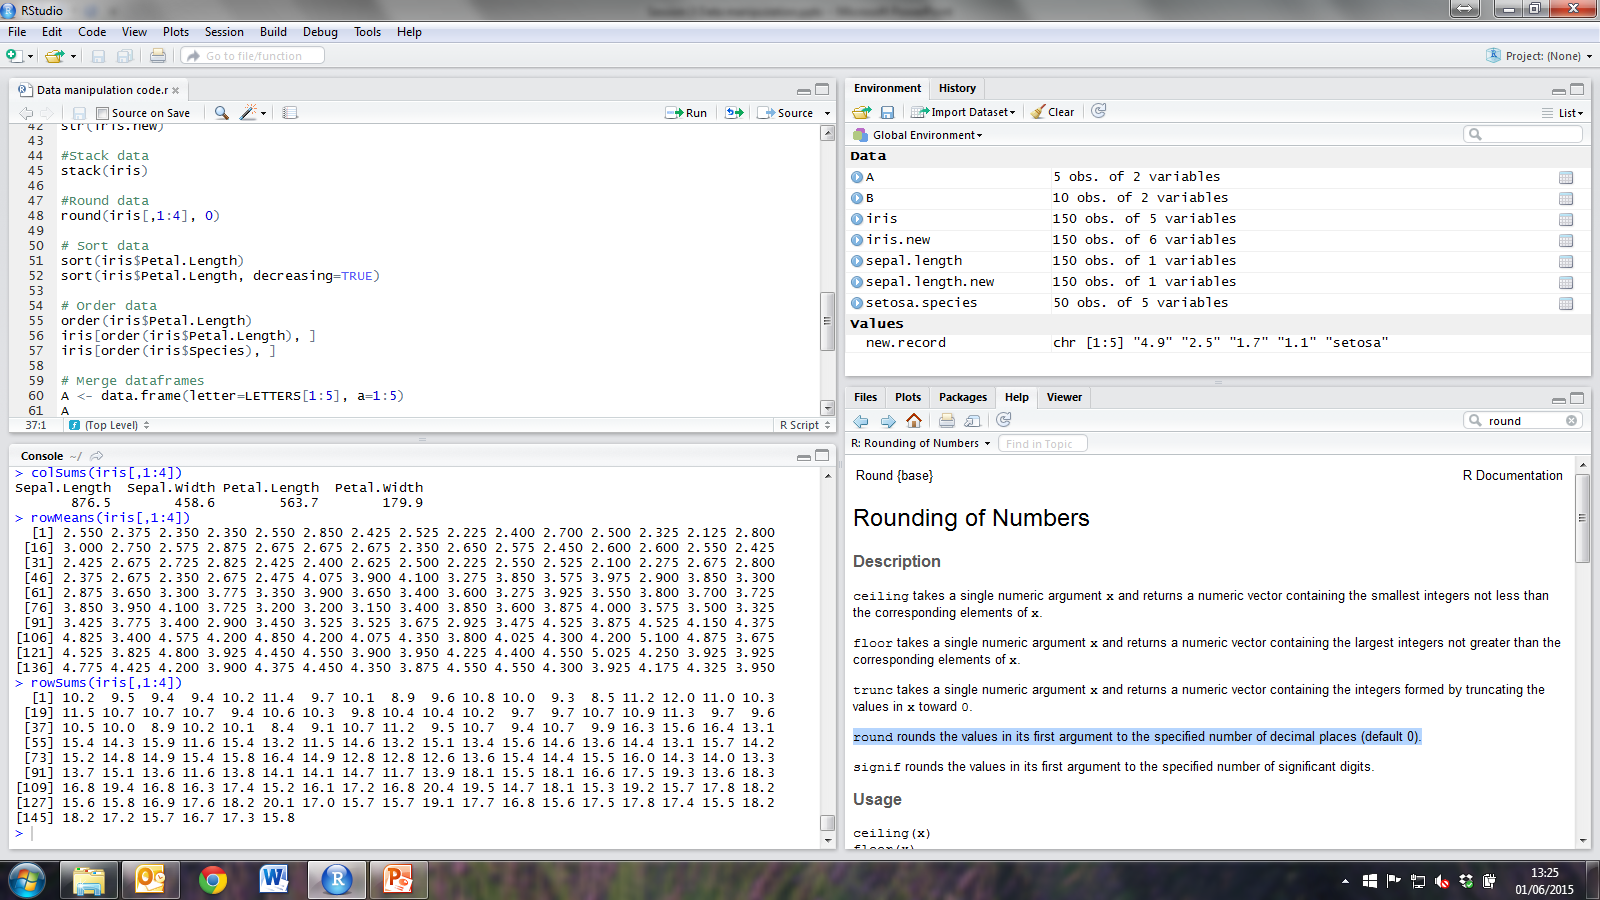 RStudio
File Edit Code View Plots Session Build Debug Tools Help
Go to file/function
Project: (None)
Data manipulation code.r
Source on Save
Run
Source
42 str(iris.new)
43
44 #Stack data
45 stack(iris)
46
47 #Round data
48 round(iris[,1:4], 0)
49
50 # Sort data
51 sort(iris$Petal.Length)
52 sort(iris$Petal.Length, decreasing=TRUE)
53
54 # Order data
55 order(iris$Petal.Length)
56 iris[order(iris$Petal.Length), ]
57 iris[order(iris$Species), ]
58
59 # Merge dataframes
60 A <- data.frame(letter=LETTERS[1:5], a=1:5)
61 A
37:1 (Top Level) R Script
Console ~/
> colSums(iris[,1:4])
Sepal.Length Sepal.Width Petal.Length Petal.Width
876.5 458.6 563.7 179.9
> rowMeans(iris[,1:4])
[1] 2.550 2.375 2.350 2.350 2.550 2.850 2.425 2.525 2.225 2.400 2.700 2.500 2.325 2.125 2.800
[16] 3.000 2.750 2.575 2.875 2.675 2.675 2.675 2.350 2.650 2.575 2.450 2.600 2.600 2.550 2.425
[31] 2.425 2.675 2.725 2.825 2.425 2.400 2.625 2.500 2.225 2.550 2.525 2.100 2.275 2.675 2.800
[46] 2.375 2.675 2.350 2.675 2.475 4.075 3.900 4.100 3.275 3.850 3.575 3.975 2.900 3.850 3.300
[61] 2.875 3.650 3.300 3.775 3.350 3.900 3.650 3.400 3.600 3.275 3.925 3.550 3.800 3.700 3.725
[76] 3.850 3.950 4.100 3.725 3.200 3.200 3.150 3.400 3.850 3.600 3.875 4.000 3.575 3.500 3.325
[91] 3.425 3.775 3.400 2.900 3.450 3.525 3.525 3.675 2.925 3.475 4.525 3.875 4.525 4.150 4.375
[106] 4.825 3.400 4.575 4.200 4.850 4.200 4.075 4.350 3.800 4.025 4.300 4.200 5.100 4.875 3.675
[121] 4.525 3.825 4.800 3.925 4.450 4.550 3.900 3.950 4.225 4.400 4.550 5.025 4.250 3.925 3.925
[136] 4.775 4.425 4.200 3.900 4.375 4.450 4.350 3.875 4.550 4.550 4.300 3.925 4.175 4.325 3.950
> rowSums(iris[,1:4])
[1] 10.2 9.5 9.4 9.4 10.2 11.4 9.7 10.1 8.9 9.6 10.8 10.0 9.3 8.5 11.2 12.0 11.0 10.3
[19] 11.5 10.7 10.7 10.7 9.4 10.6 10.3 9.8 10.4 10.4 10.2 9.7 9.7 10.7 10.9 11.3 9.7 9.6
[37] 10.5 10.0 8.9 10.2 10.1 8.4 9.1 10.7 11.2 9.5 10.7 9.4 10.7 9.9 16.3 15.6 16.4 13.1
[55] 15.4 14.3 15.9 11.6 15.4 13.2 11.5 14.6 13.2 15.1 13.4 15.6 14.6 13.6 14.4 13.1 15.7 14.2
[73] 15.2 14.8 14.9 15.4 15.8 16.4 14.9 12.8 12.8 12.6 13.6 15.4 14.4 15.5 16.0 14.3 14.0 13.3
[91] 13.7 15.1 13.6 11.6 13.8 14.1 14.1 14.7 11.7 13.9 18.1 15.5 18.1 16.6 17.5 19.3 13.6 18.3
[109] 16.8 19.4 16.8 16.3 17.4 15.2 16.1 17.2 16.8 20.4 19.5 14.7 18.1 15.3 19.2 15.7 17.8 18.2
[127] 15.6 15.8 16.9 17.6 18.2 20.1 17.0 15.7 15.7 19.1 17.7 16.8 15.6 17.5 17.8 17.4 15.5 18.2
[145] 18.2 17.2 15.7 16.7 17.3 15.8
>
Environment History
Import Dataset Clear List
Global Environment
Data
A 5 obs. of 2 variables
B 10 obs. of 2 variables
iris 150 obs. of 5 variables
iris.new 150 obs. of 6 variables
sepal.length 150 obs. of 1 variables
sepal.length.new 150 obs. of 1 variables
setosa.species 50 obs. of 5 variables
Values
new.record chr [1:5] "4.9" "2.5" "1.7" "1.1" "setosa"
Files Plots Packages Help Viewer
round
R: Rounding of Numbers Find in Topic
Round {base} R Documentation
Rounding of Numbers
Description
ceiling takes a single numeric argument x and returns a numeric vector containing the smallest integers not less than
the corresponding elements of x.
floor takes a single numeric argument x and returns a numeric vector containing the largest integers not greater than the
corresponding elements of x.
trunc takes a single numeric argument x and returns a numeric vector containing the integers formed by truncating the
values in x toward 0.
round rounds the values in its first argument to the specified number of decimal places (default 0).
signif rounds the values in its first argument to the specified number of significant digits.
Usage
ceiling(x)
floor(x)
13:25
01/06/2015